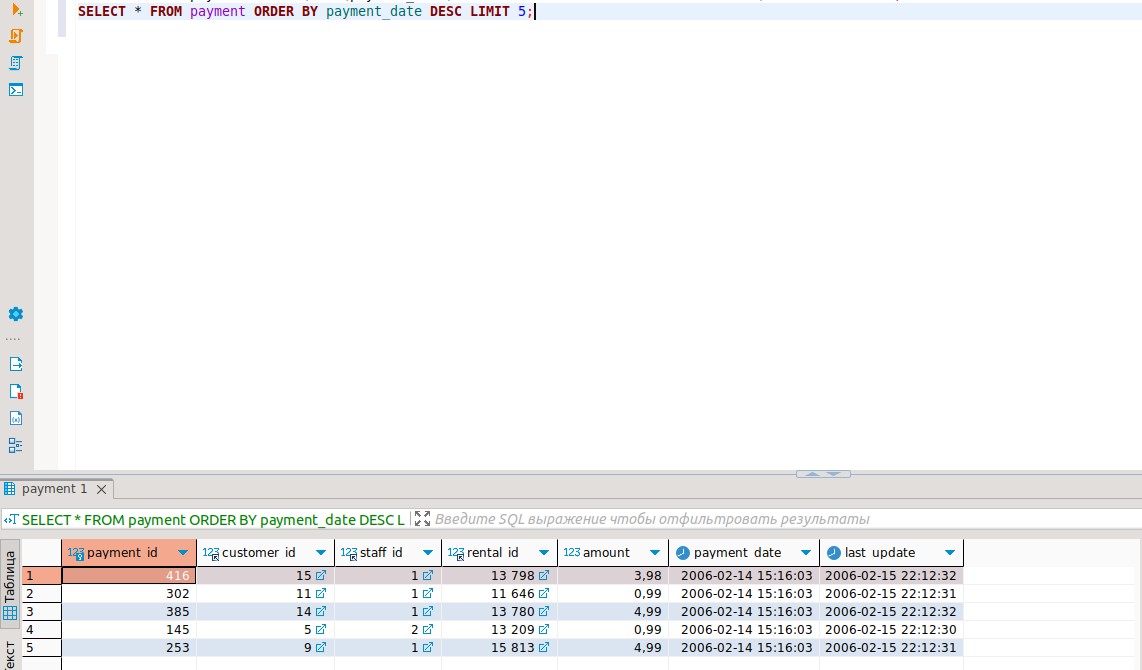 SELECT * FROM payment ORDER BY payment_date DESC LIMIT 5;
payment 1
SELECT * FROM payment ORDER BY payment_date DESC L
Введите SQL выражение чтобы отфильтровать результаты
Таблица
payment_id customer_id staff_id rental_id amount payment_date last_update
1 416 15 1 13 798 3,98 2006-02-14 15:16:03 2006-02-15 22:12:32
2 302 11 1 11 646 0,99 2006-02-14 15:16:03 2006-02-15 22:12:31
3 385 14 1 13 780 4,99 2006-02-14 15:16:03 2006-02-15 22:12:32
4 145 5 2 13 209 0,99 2006-02-14 15:16:03 2006-02-15 22:12:30
5 253 9 1 15 813 4,99 2006-02-14 15:16:03 2006-02-15 22:12:31